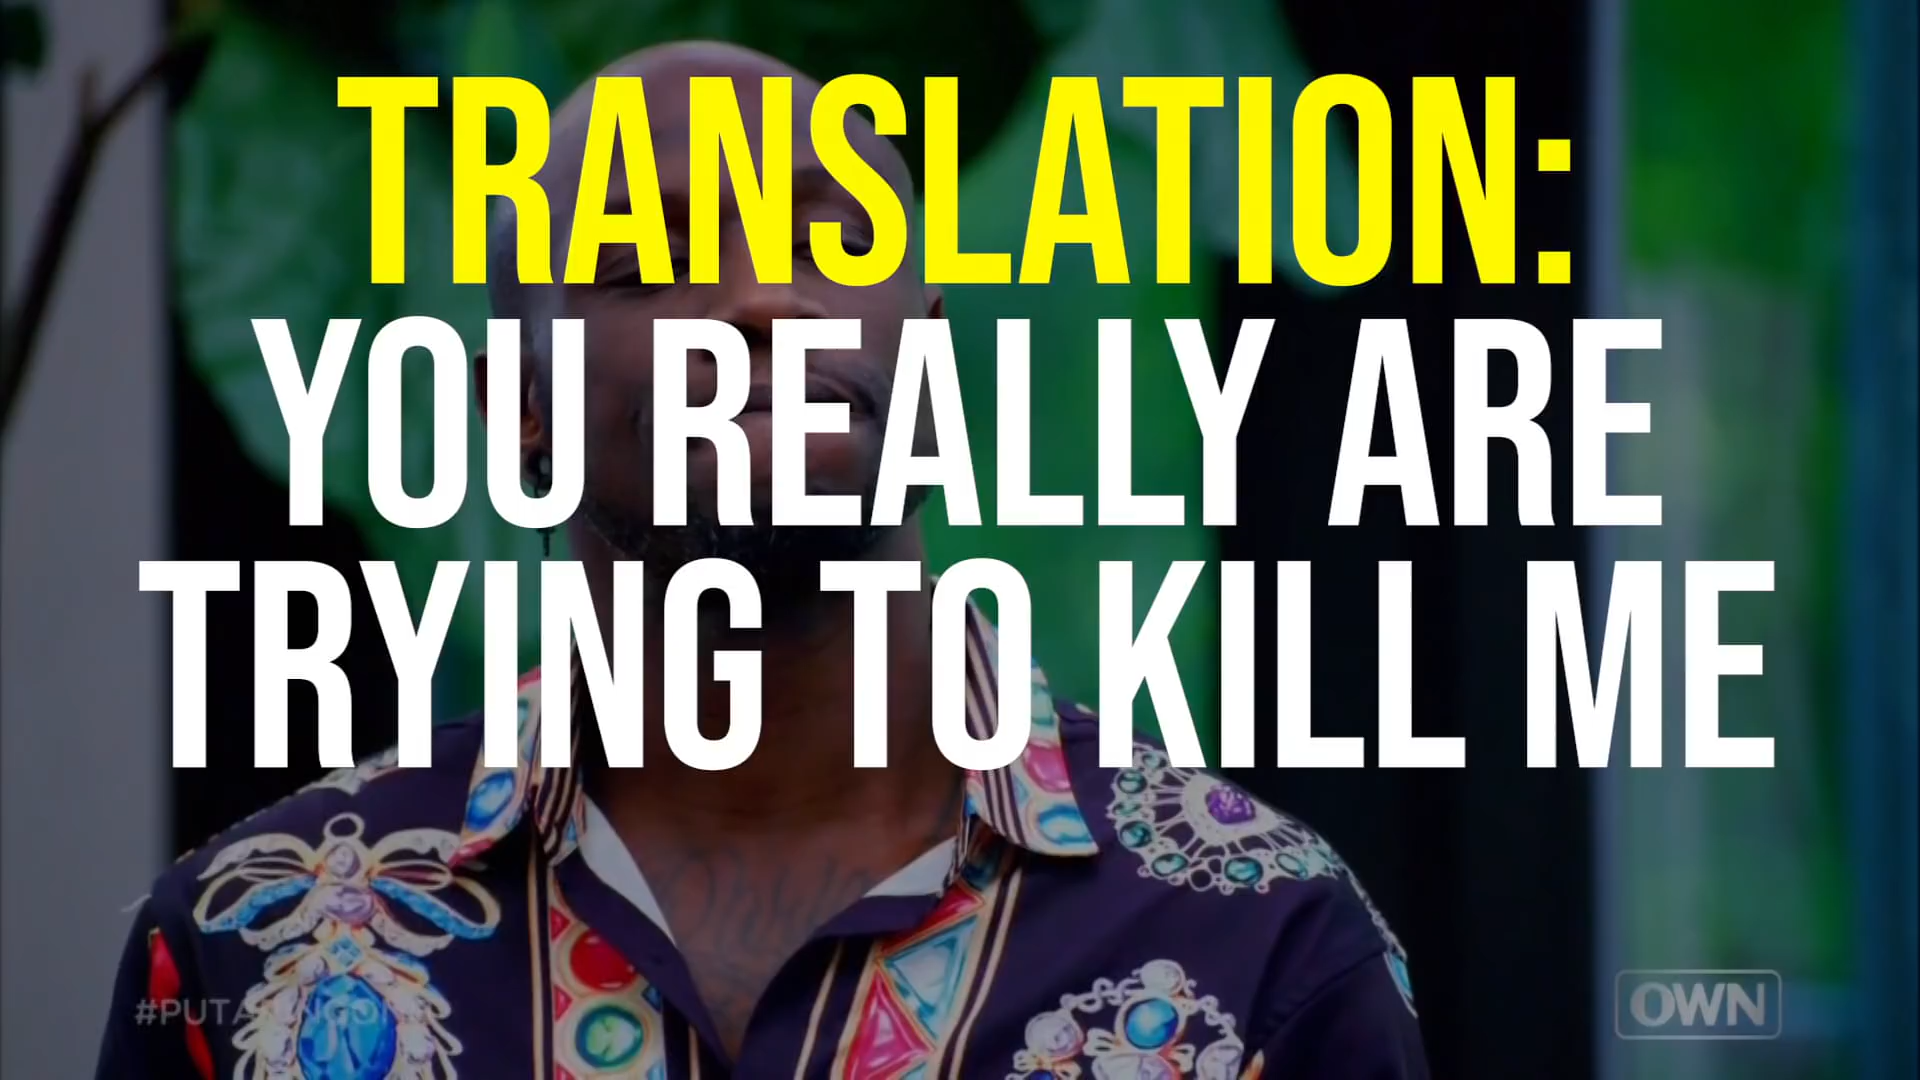 TRANSLATION:
YOU REALLY ARE
TRYING TO KILL ME
OWN